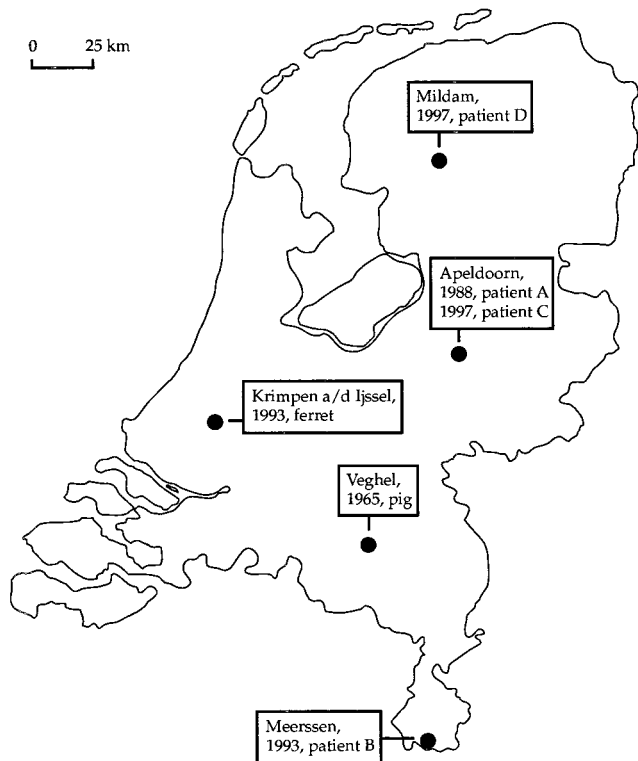 0 25 km
Mildam,
1997, patient D
Apeldoorn,
1988, patient A
1997, patient C
Krimpen a/d Ijssel,
1993, ferret
Veghel,
1965, pig
Meerssen,
1993, patient B